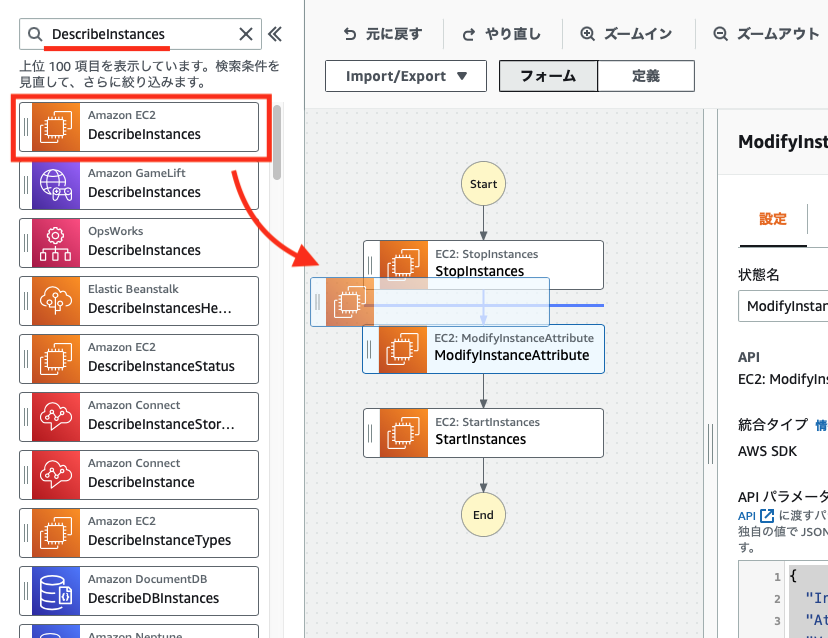 DescribeInstances
上位 100 項目を表示しています。検索条件を
見直して、さらに絞り込みます。
Amazon EC2
DescribeInstances
Amazon GameLift
DescribeInstances
OpsWorks
DescribeInstances
Elastic Beanstalk
DescribeInstancesHe...
Amazon EC2
DescribeInstanceStatus
Amazon Connect
DescribeInstanceStor...
Amazon Connect
DescribeInstance
Amazon EC2
DescribeInstanceTypes
Amazon DocumentDB
DescribeDBInstances
Amazon Neptune
元に戻す
やり直し
ズームイン
ズームアウト
Import/Export ▼
フォーム
定義
Start
EC2: StopInstances
StopInstances
EC2: ModifyInstanceAttribute
ModifyInstanceAttribute
EC2: StartInstances
StartInstances
End
ModifyInst
設定
状態名
ModifyInstan
API
EC2: ModifyIns
統合タイプ 情
AWS SDK
API パラメータ
API に渡すパ
独自の値で JSON
す。
1 {
2 "In
3 "At